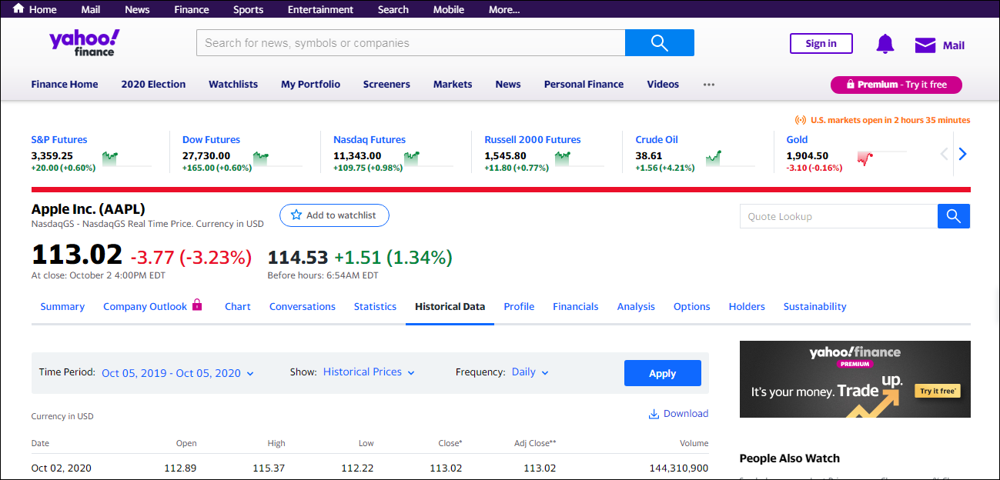 Home Mail News Finance Sports Entertainment Search Mobile More...
yahoo! finance
Search for news, symbols or companies
Sign in
Mail
Finance Home 2020 Election Watchlists My Portfolio Screeners Markets News Personal Finance Videos ...
Premium - Try it free
U.S. markets open in 2 hours 35 minutes
S&P Futures Dow Futures Nasdaq Futures Russell 2000 Futures Crude Oil Gold
3,359.25 27,730.00 11,343.00 1,545.80 38.61 1,904.50
+20.00 (+0.60%) +165.00 (+0.60%) +109.75 (+0.98%) +11.80 (+0.77%) +1.56 (+4.21%) -3.10 (-0.16%)
Apple Inc. (AAPL)
NasdaqGS - NasdaqGS Real Time Price. Currency in USD
Add to watchlist
Quote Lookup
113.02 -3.77 (-3.23%) 114.53 +1.51 (1.34%)
At close: October 2 4:00PM EDT Before hours: 6:54AM EDT
Summary Company Outlook Chart Conversations Statistics Historical Data Profile Financials Analysis Options Holders Sustainability
Time Period: Oct 05, 2019 - Oct 05, 2020 Show: Historical Prices Frequency: Daily Apply
yahoo!finance
PREMIUM
It's your money. Trade up.
Try it free*
Currency in USD Download
Date Open High Low Close* Adj Close** Volume
Oct 02, 2020 112.89 115.37 112.22 113.02 113.02 144,310,900
People Also Watch